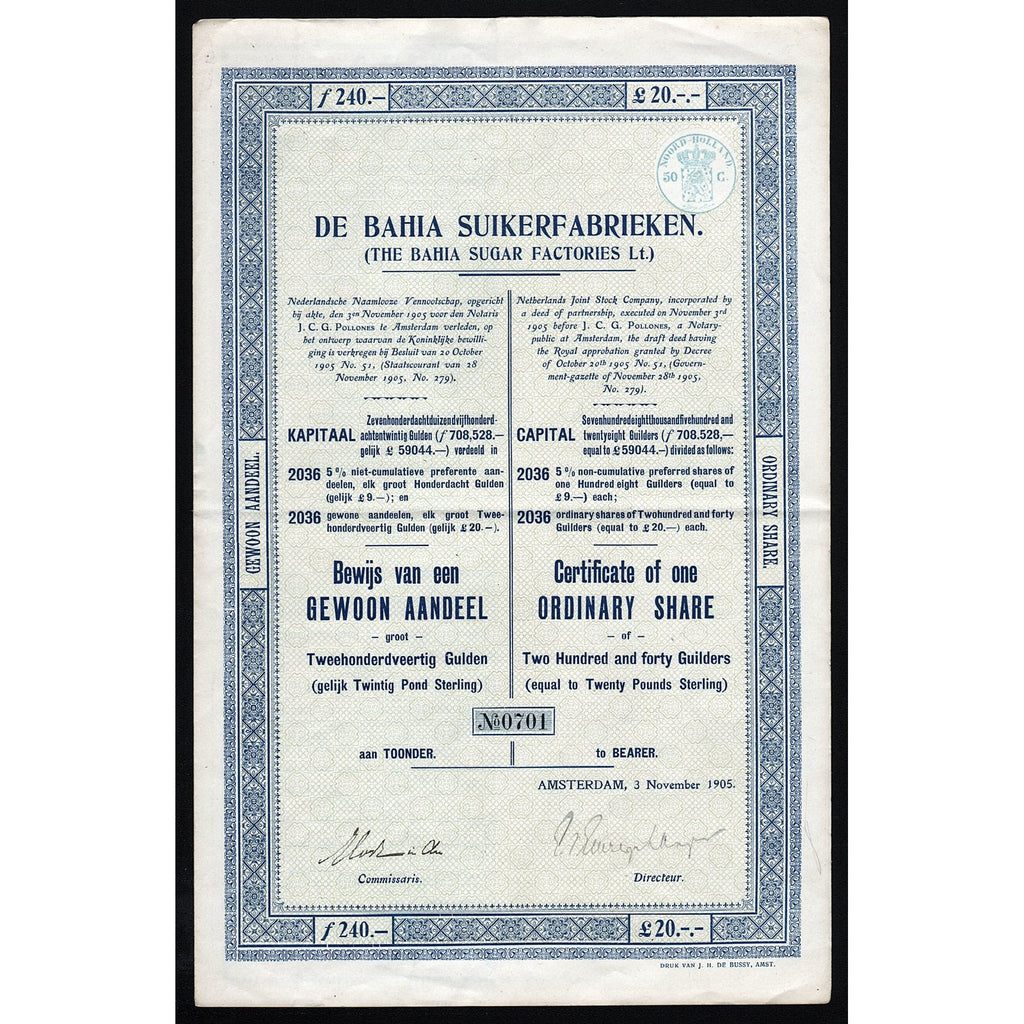 ƒ 240.—
£ 20.-.-
NOORD-HOLLAND
50 C.
DE BAHIA SUIKERFABRIEKEN.
(THE BAHIA SUGAR FACTORIES Lt.)
Nederlandsche Naamlooze Vennootschap, opgericht
bij akte, den 3en November 1905 voor den Notaris
J. C. G. POLLONES te Amsterdam verleden, op
het ontwerp waarvan de Koninklijke bewilli-
ging is verkregen bij Besluit van 20 October
1905 No. 51, (Staatscourant van 28
November 1905, No. 279).
KAPITAAL Zevenhonderdachtduizendvijfhonderd-
achtentwintig Gulden (ƒ 708,528.—
gelijk £ 59044.—) verdeeld in
2036 5 % niet-cumulatieve preferente aan-
deelen, elk groot Honderdacht Gulden
(gelijk £ 9.—); en
2036 gewone aandeelen, elk groot Twee-
honderdveertig Gulden (gelijk £ 20.—).
Bewijs van een
GEWOON AANDEEL
— groot —
Tweehonderdveertig Gulden
(gelijk Twintig Pond Sterling)
Netherlands Joint Stock Company, incorporated by
a deed of partnership, executed on November 3rd
1905 before J. C. G. POLLONES, a Notary-
public at Amsterdam, the draft deed having
the Royal approbation granted by Decree
of October 20th 1905 No. 51, (Govern-
ment-gazette of November 28th 1905,
No. 279).
CAPITAL Sevenhundredeightthousandfivehundred and
twentyeight Guilders (ƒ 708.528,—
equal to £ 59044.—) divided as follows:
2036 5 % non-cumulative preferred shares of
one Hundred eight Guilders (equal to
£ 9.—) each;
2036 ordinary shares of Twohundred and forty
Guilders (equal to £ 20.—) each.
Certificate of one
ORDINARY SHARE
— of —
Two Hundred and forty Guilders
(equal to Twenty Pounds Sterling)
GEWOON AANDEEL.
ORDINARY SHARE.
No 0701
aan TOONDER.
to BEARER.
AMSTERDAM, 3 November 1905.
Commissaris.
Directeur.
ƒ 240.—
£ 20.-.-
DRUK VAN J. H. DE BUSSY, AMST.